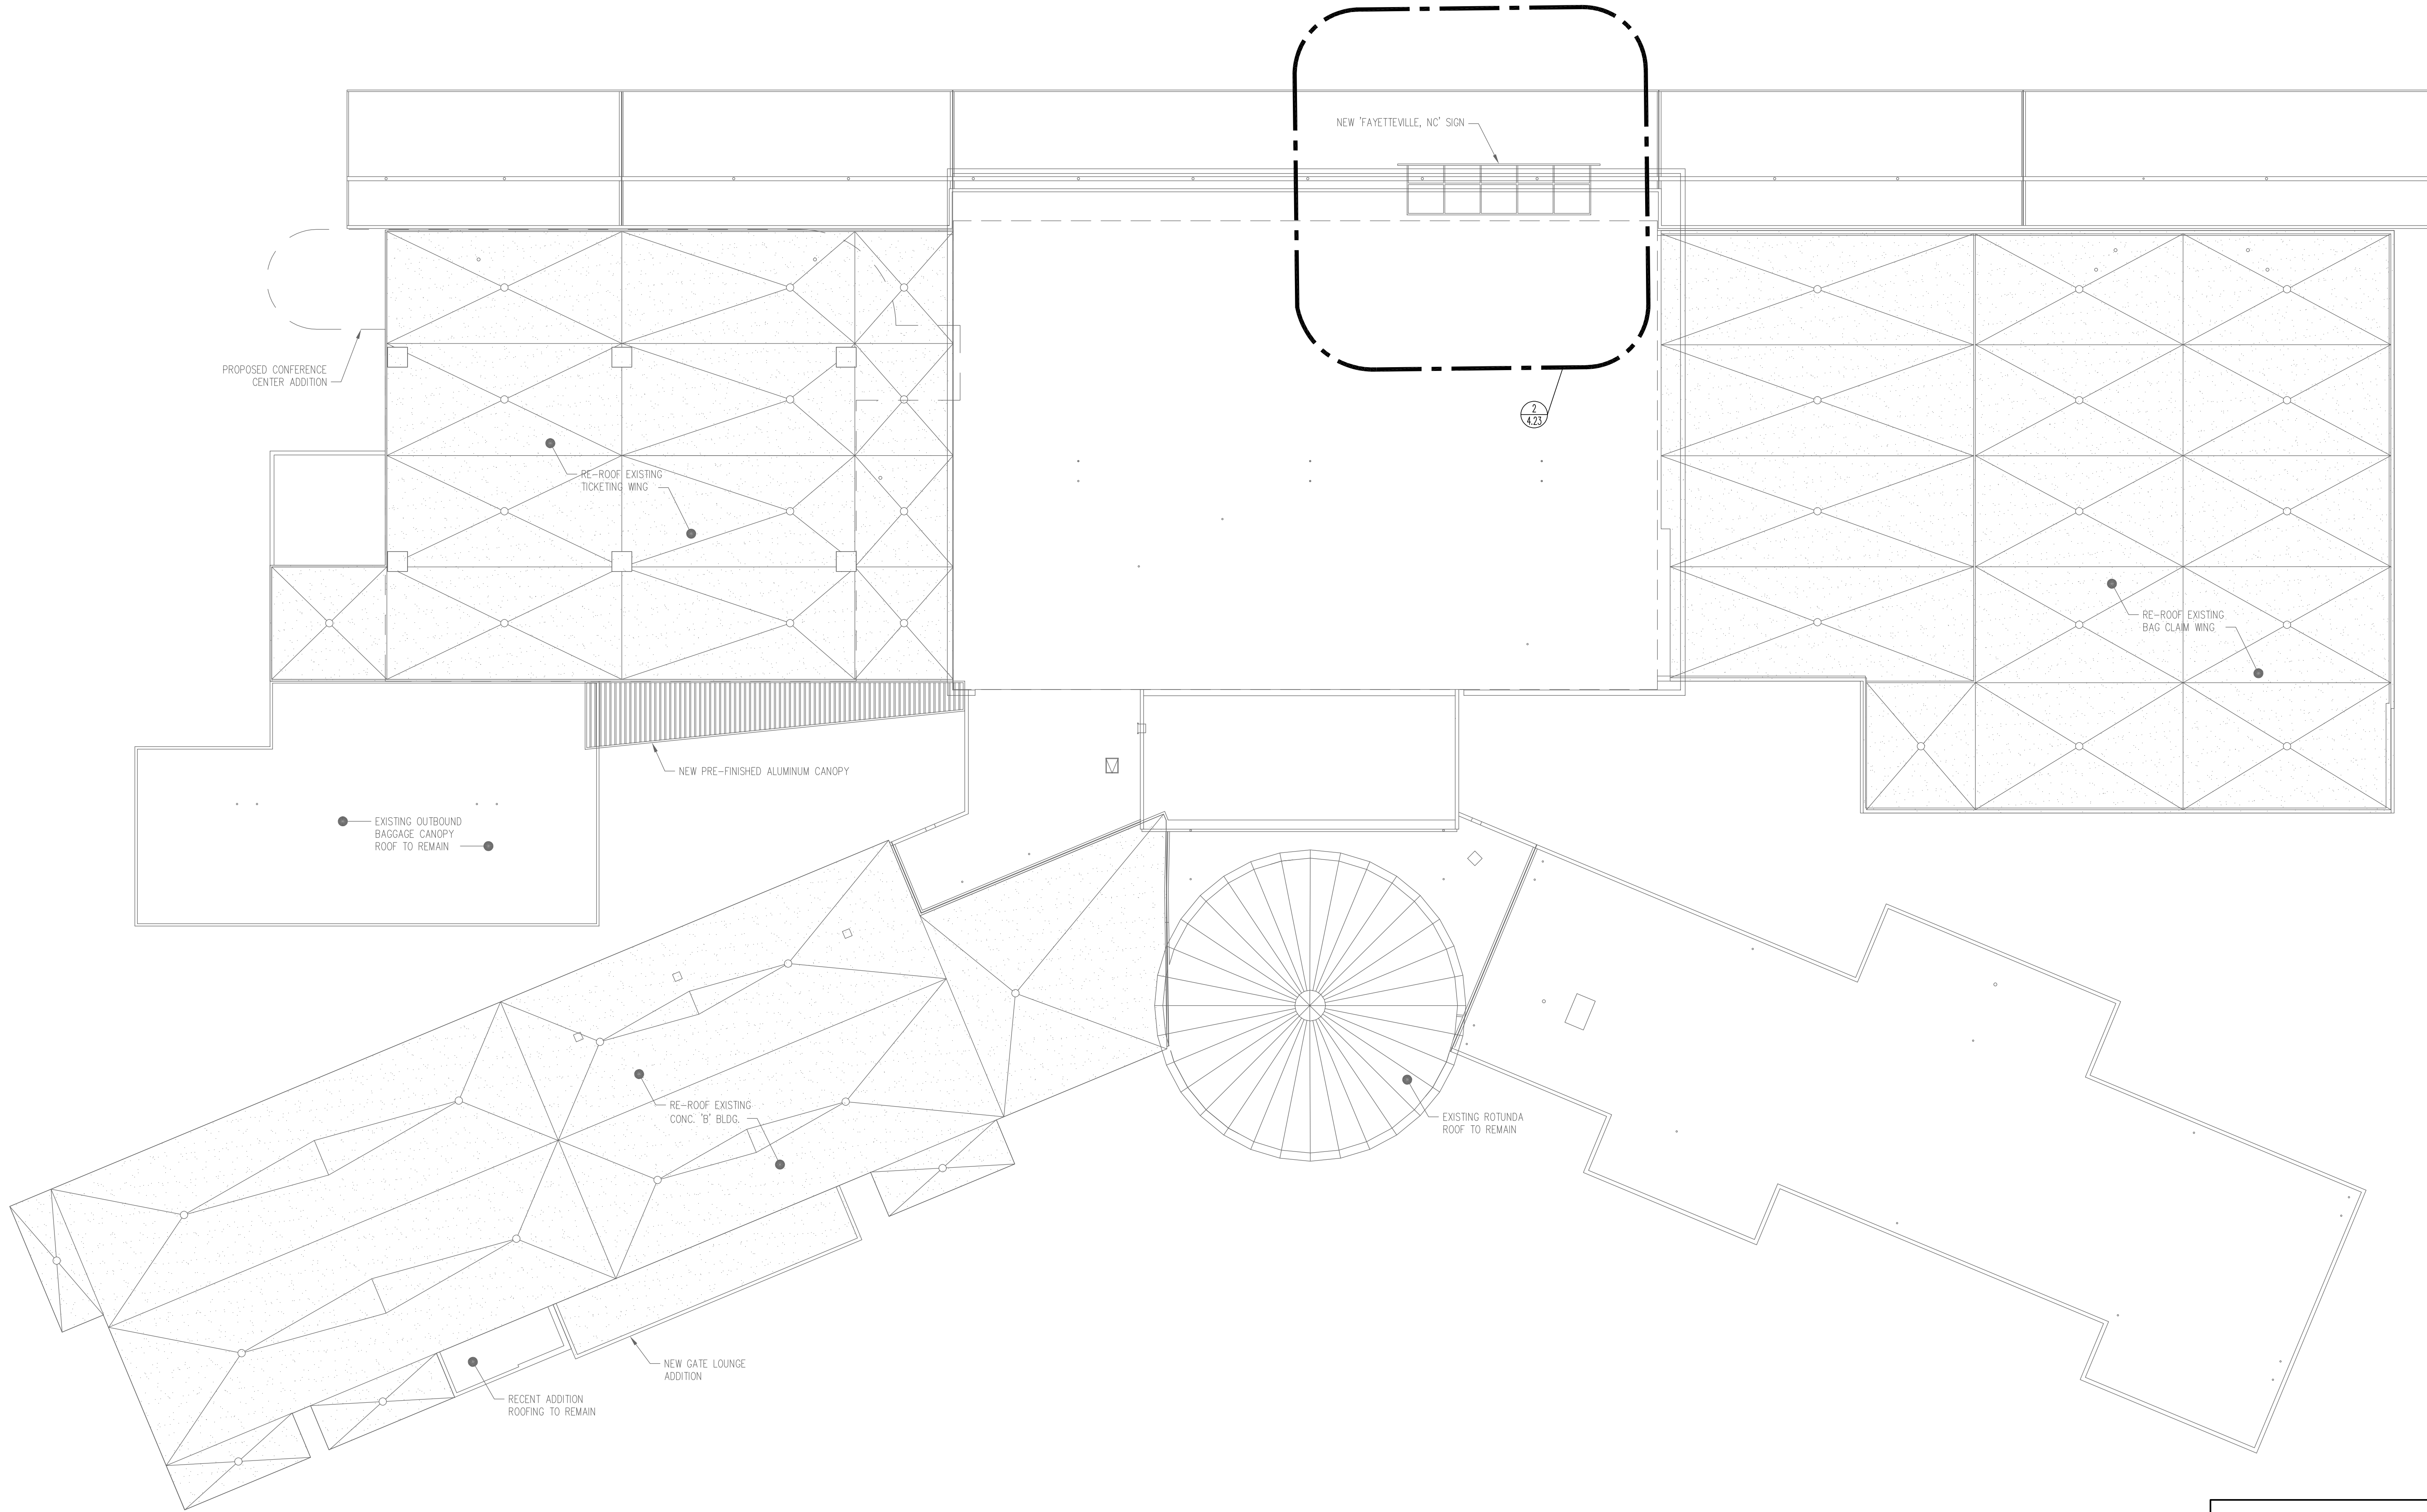 NEW 'FAYETTEVILLE, NC' SIGN
PROPOSED CONFERENCE
CENTER ADDITION
2
4.23
RE-ROOF EXISTING
TICKETING WING
RE-ROOF EXISTING
BAG CLAIM WING
NEW PRE-FINISHED ALUMINUM CANOPY
EXISTING OUTBOUND
BAGGAGE CANOPY
ROOF TO REMAIN
RE-ROOF EXISTING
CONC. 'B' BLDG.
EXISTING ROTUNDA
ROOF TO REMAIN
NEW GATE LOUNGE
ADDITION
RECENT ADDITION
ROOFING TO REMAIN